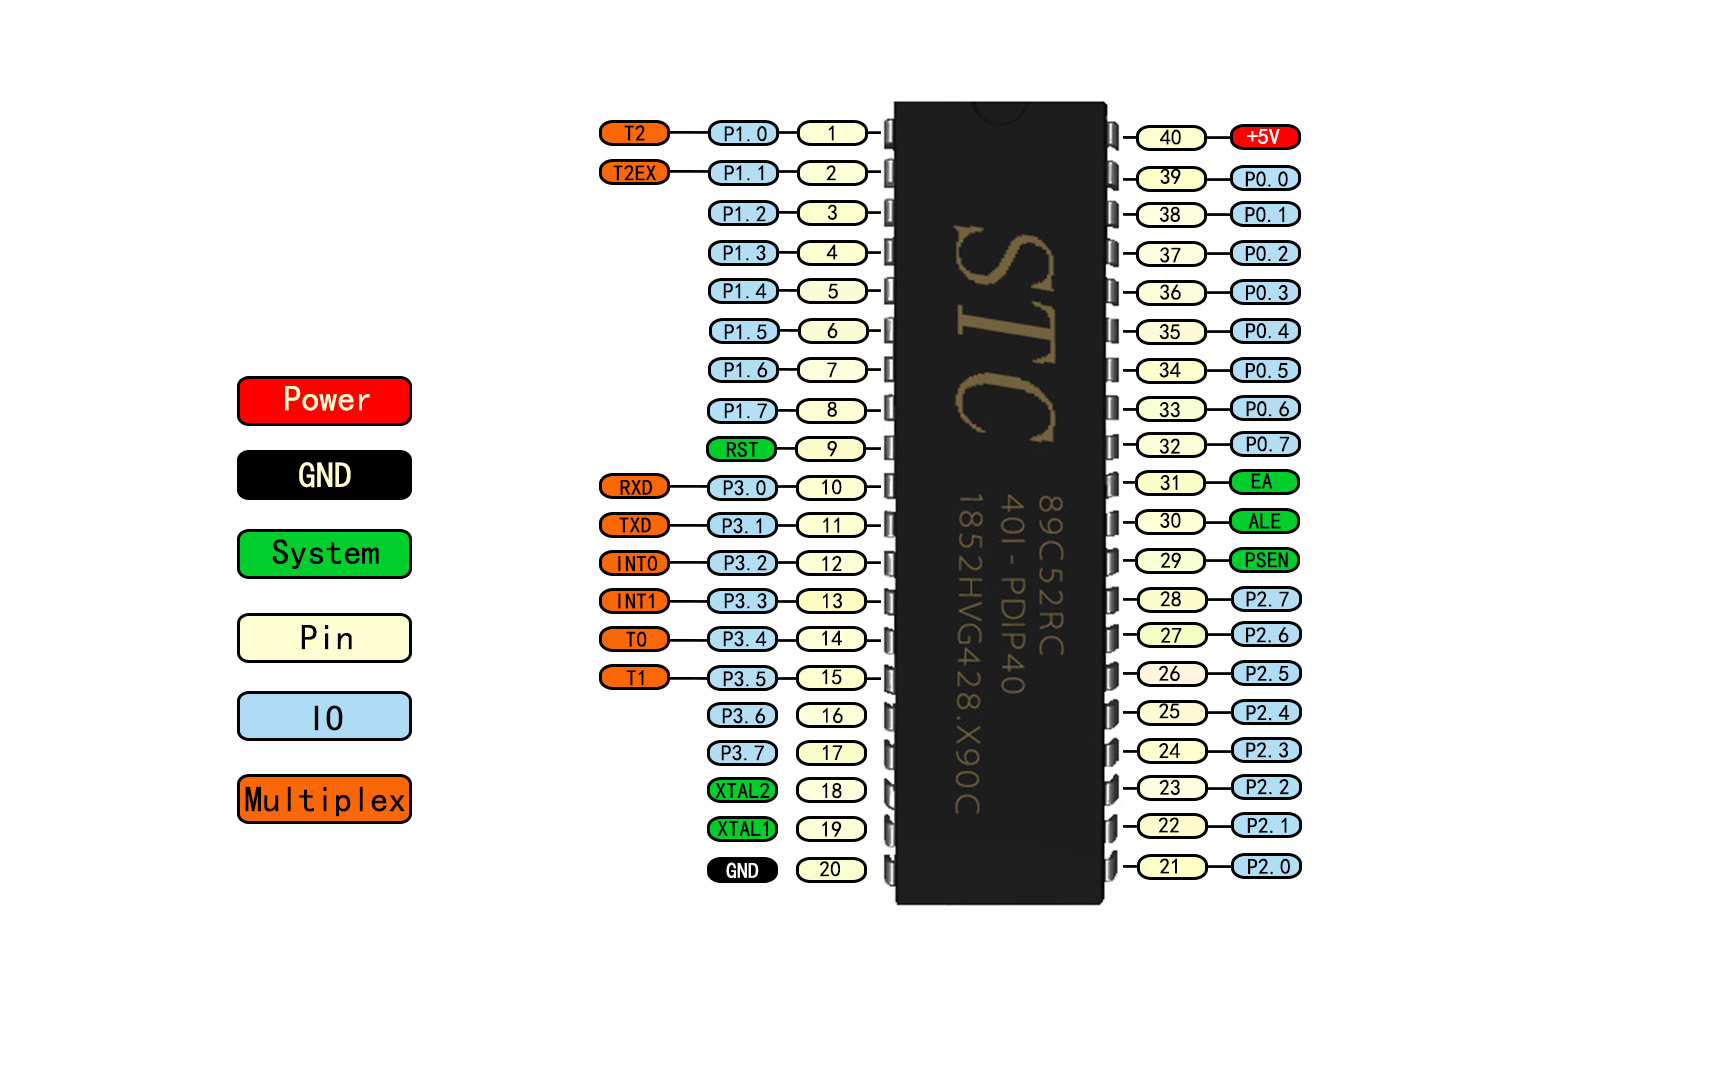 T2 P1.0 1 40 +5V
T2EX P1.1 2 39 P0.0
P1.2 3 38 P0.1
P1.3 4 37 P0.2
P1.4 5 36 P0.3
P1.5 6 35 P0.4
P1.6 7 34 P0.5
P1.7 8 33 P0.6
RST 9 32 P0.7
RXD P3.0 10 31 EA
TXD P3.1 11 30 ALE
INT0 P3.2 12 29 PSEN
INT1 P3.3 13 28 P2.7
T0 P3.4 14 27 P2.6
T1 P3.5 15 26 P2.5
P3.6 16 25 P2.4
P3.7 17 24 P2.3
XTAL2 18 23 P2.2
XTAL1 19 22 P2.1
GND 20 21 P2.0
STC
89C52RC
40I-PDIP40
1852HVG428.X90C
Power
GND
System
Pin
IO
Multiplex